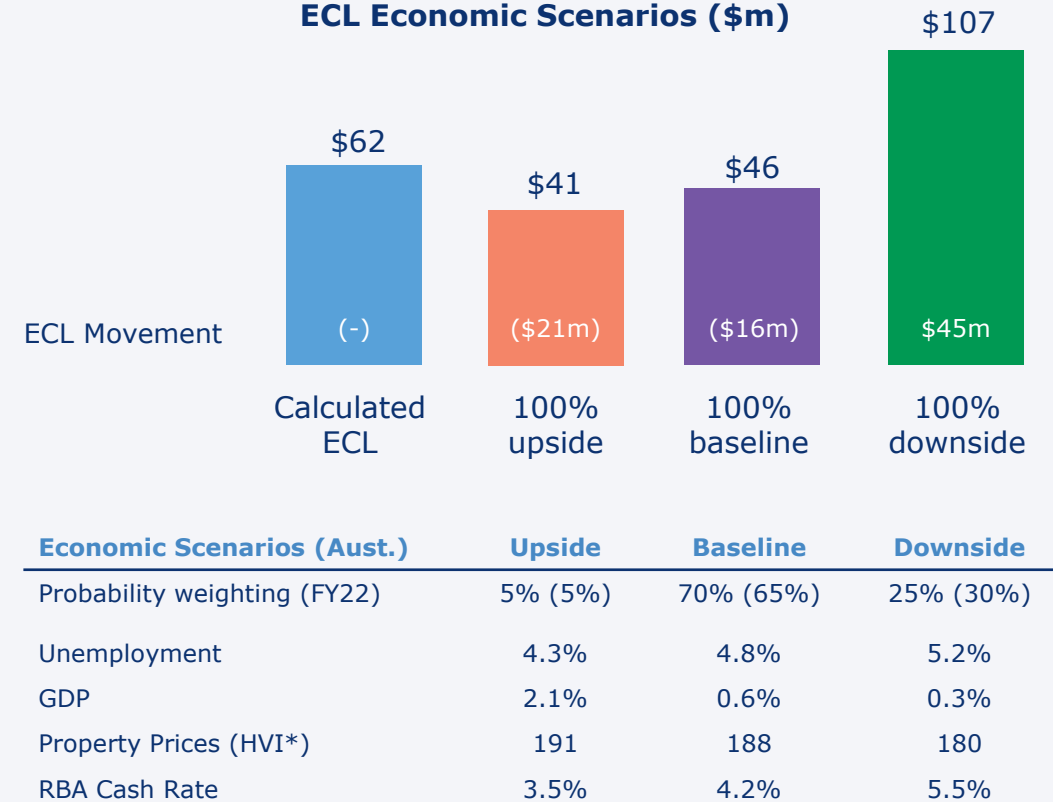 ECL Economic Scenarios ($m)
$107
$62
$41
$46
ECL Movement
(-)
($21m)
($16m)
$45m
Calculated
ECL
100%
upside
100%
baseline
100%
downside
Economic Scenarios (Aust.) Upside Baseline Downside
Probability weighting (FY22) 5% (5%) 70% (65%) 25% (30%)
Unemployment 4.3% 4.8% 5.2%
GDP 2.1% 0.6% 0.3%
Property Prices (HVI*) 191 188 180
RBA Cash Rate 3.5% 4.2% 5.5%